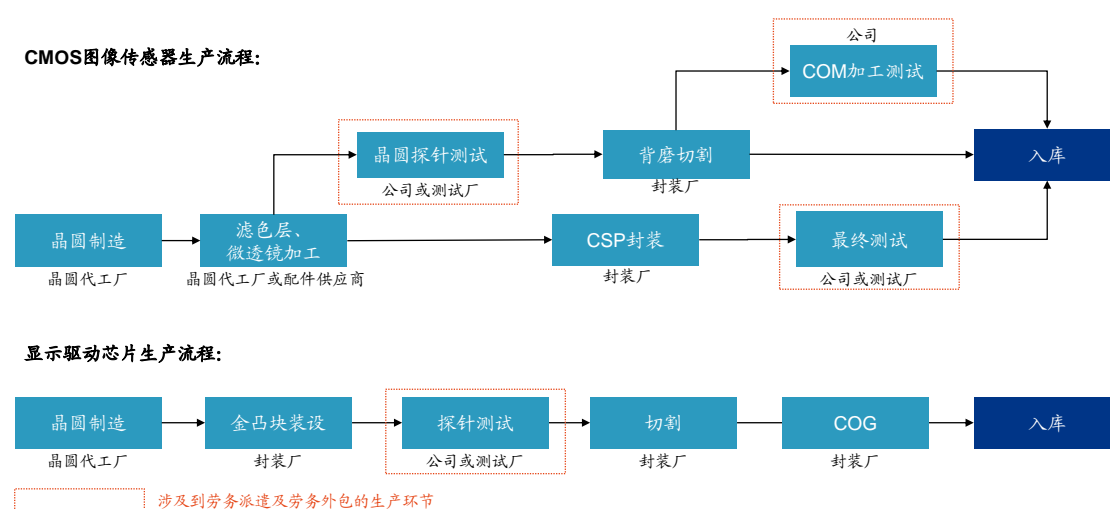 CMOS图像传感器生产流程:
公司
COM加工测试
晶圆探针测试
公司或测试厂
背磨切割
封装厂
入库
晶圆制造
晶圆代工厂
滤色层、
微透镜加工
晶圆代工厂或配件供应商
CSP封装
封装厂
最终测试
公司或测试厂
显示驱动芯片生产流程:
晶圆制造
晶圆代工厂
金凸块装设
封装厂
探针测试
公司或测试厂
切割
封装厂
COG
封装厂
入库
涉及到劳务派遣及劳务外包的生产环节